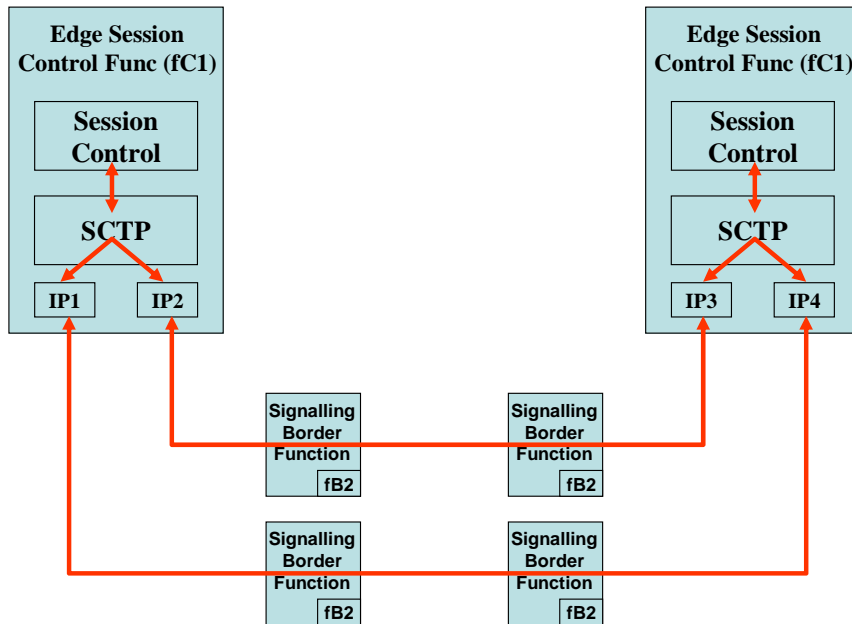 Edge Session
Control Func (fC1)
Session
Control
SCTP
IP1
IP2
Edge Session
Control Func (fC1)
Session
Control
SCTP
IP3
IP4
Signalling
Border
Function
fB2
Signalling
Border
Function
fB2
Signalling
Border
Function
fB2
Signalling
Border
Function
fB2